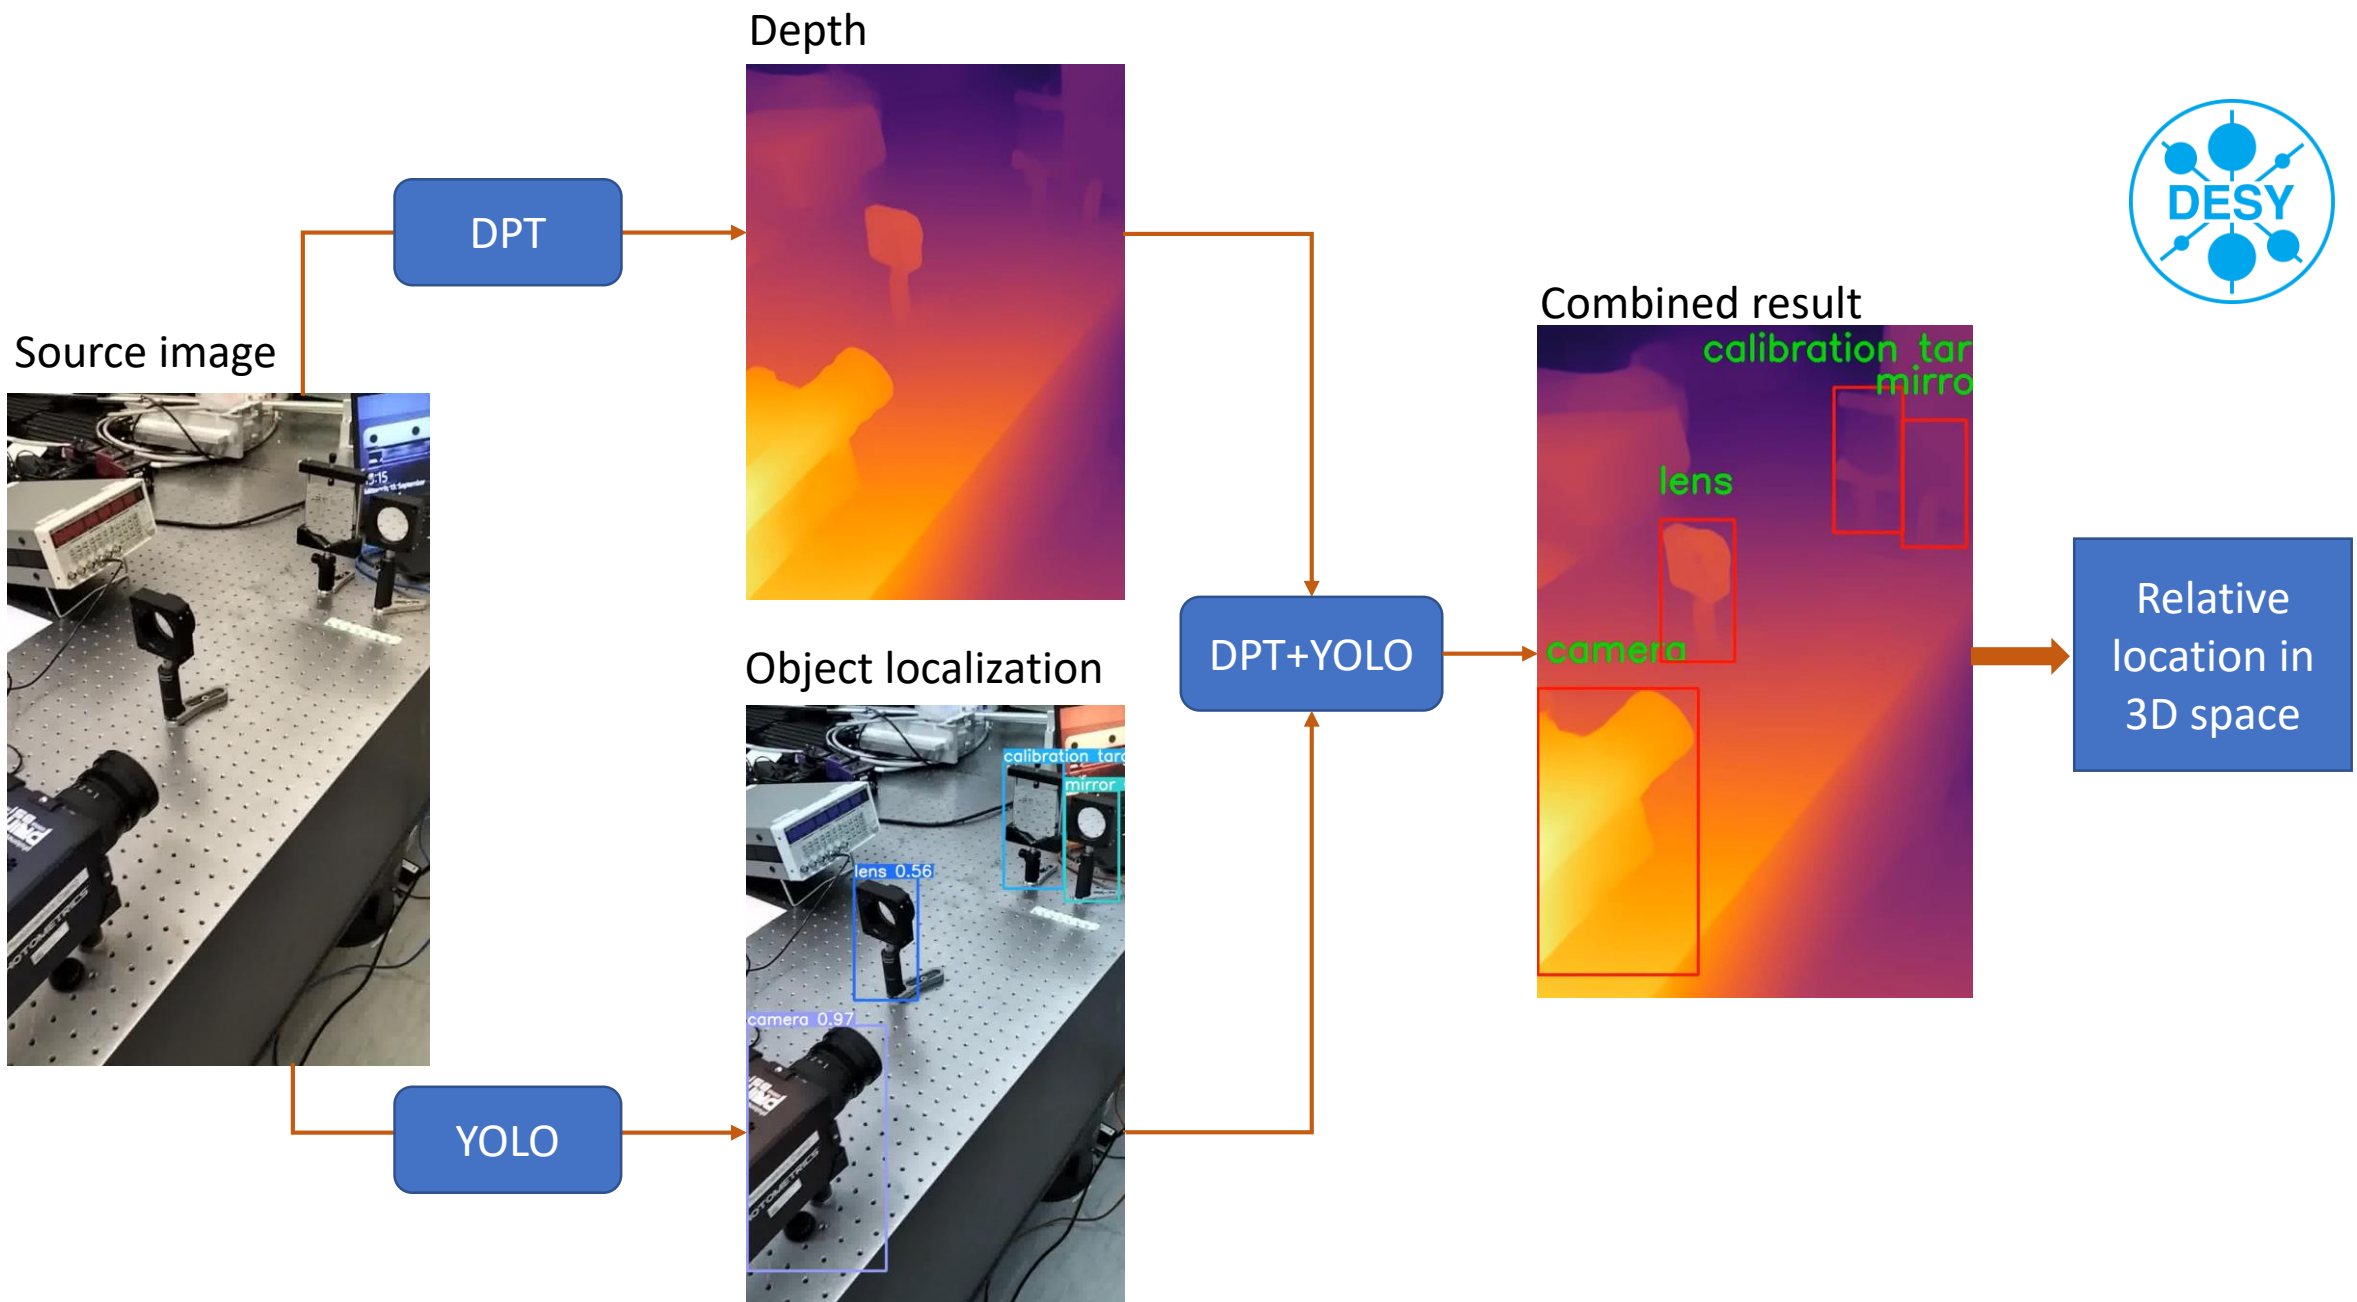 Depth
DPT
DESY
Source image
Combined result
calibration tar
mirro
lens
camera
Object localization
calibration targ
mirror
lens 0.56
camera 0.97
DPT+YOLO
Relative
location in
3D space
YOLO